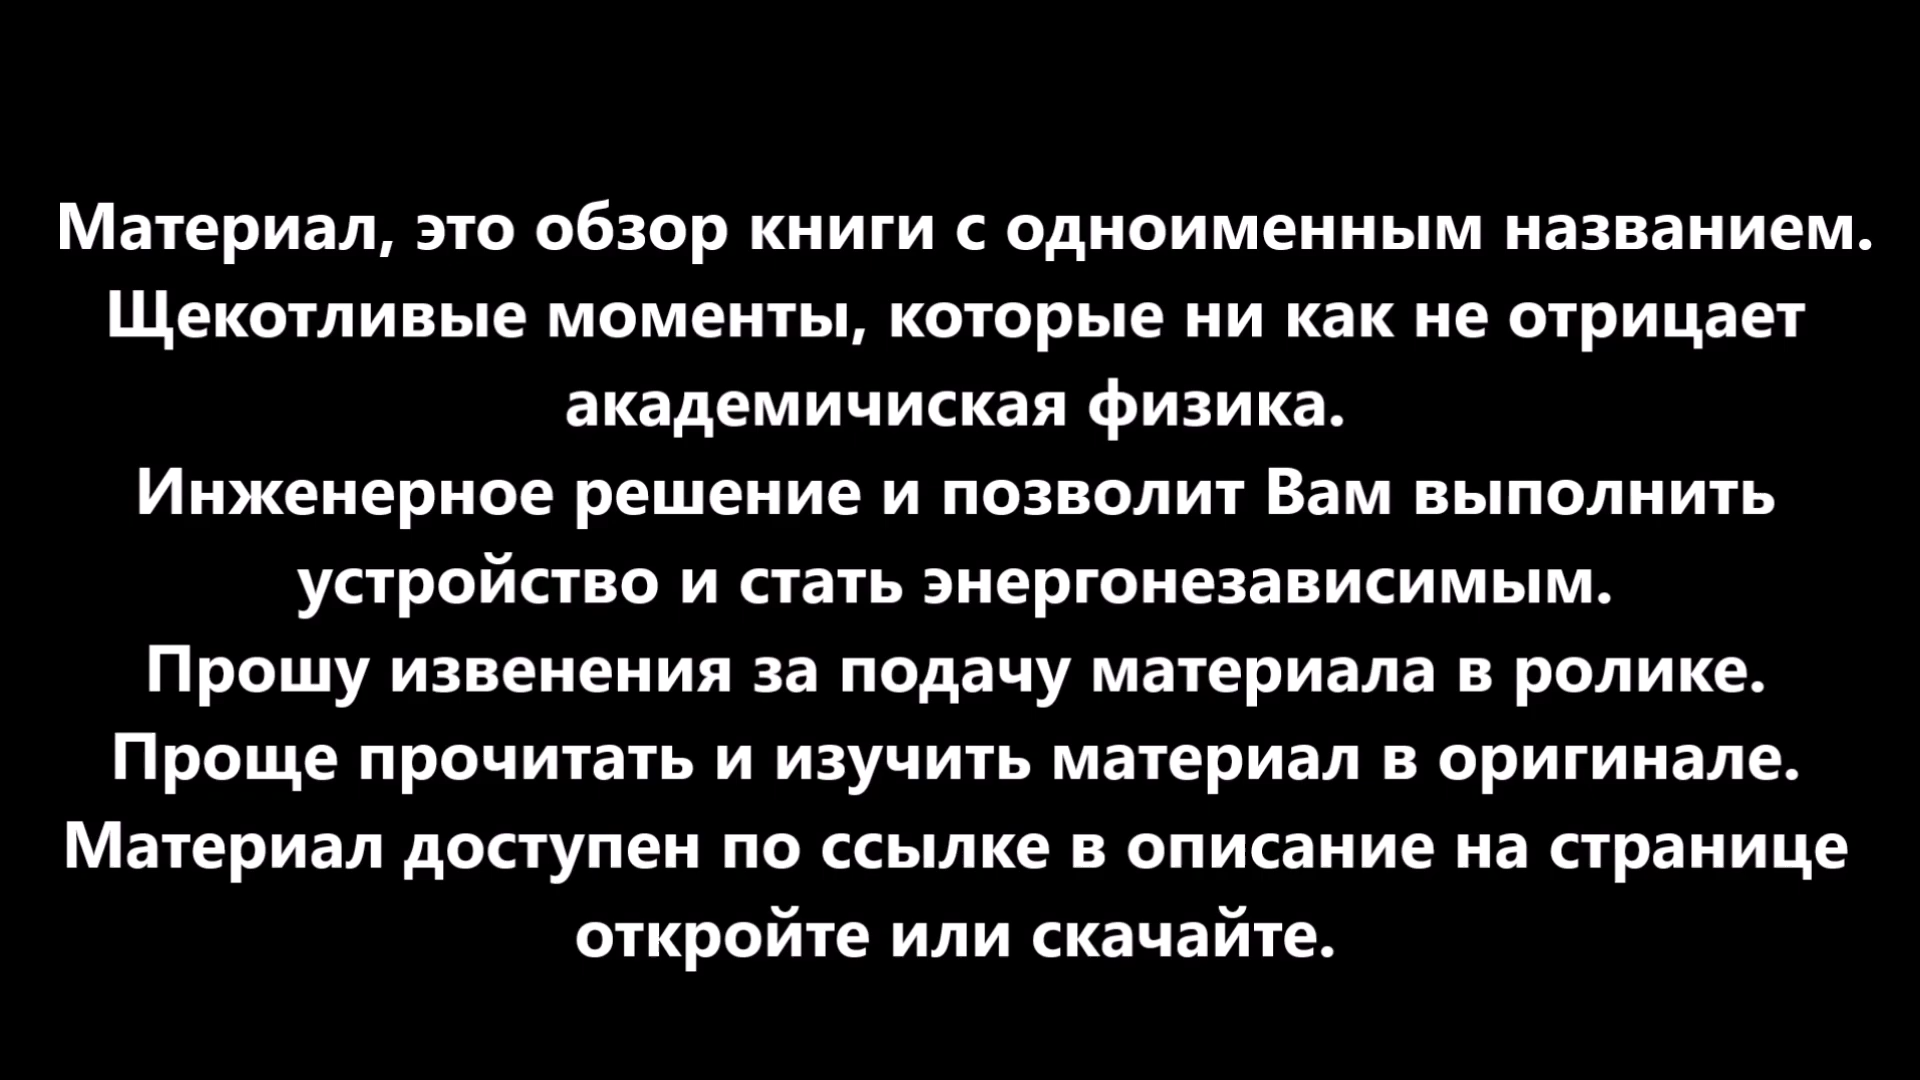 Материал, это обзор книги с одноименным названием.
Щекотливые моменты, которые ни как не отрицает
академичиская физика.
Инженерное решение и позволит Вам выполнить
устройство и стать энергонезависимым.
Прошу извенения за подачу материала в ролике.
Проще прочитать и изучить материал в оригинале.
Материал доступен по ссылке в описание на странице
откройте или скачайте.